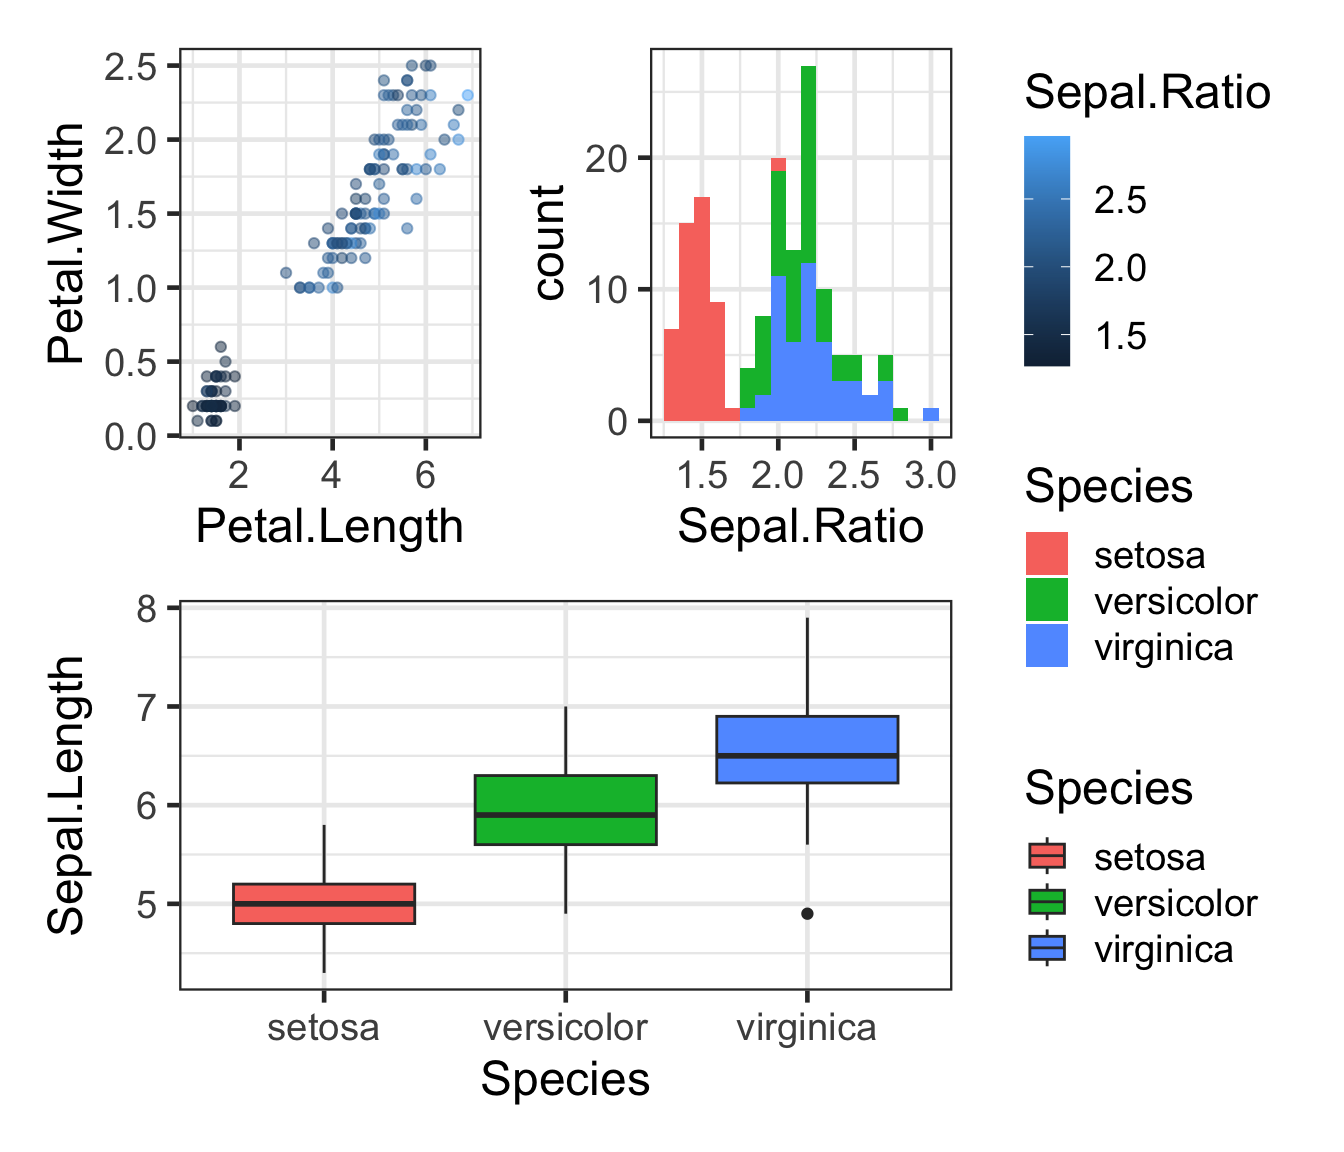 2.5
2.0
1.5
1.0
0.5
0.0
Petal.Width
2 4 6
Petal.Length
20
10
0
count
1.5 2.0 2.5 3.0
Sepal.Ratio
Sepal.Ratio
2.5
2.0
1.5
Species
setosa
versicolor
virginica
8
7
6
5
Sepal.Length
setosa versicolor virginica
Species
Species
setosa
versicolor
virginica